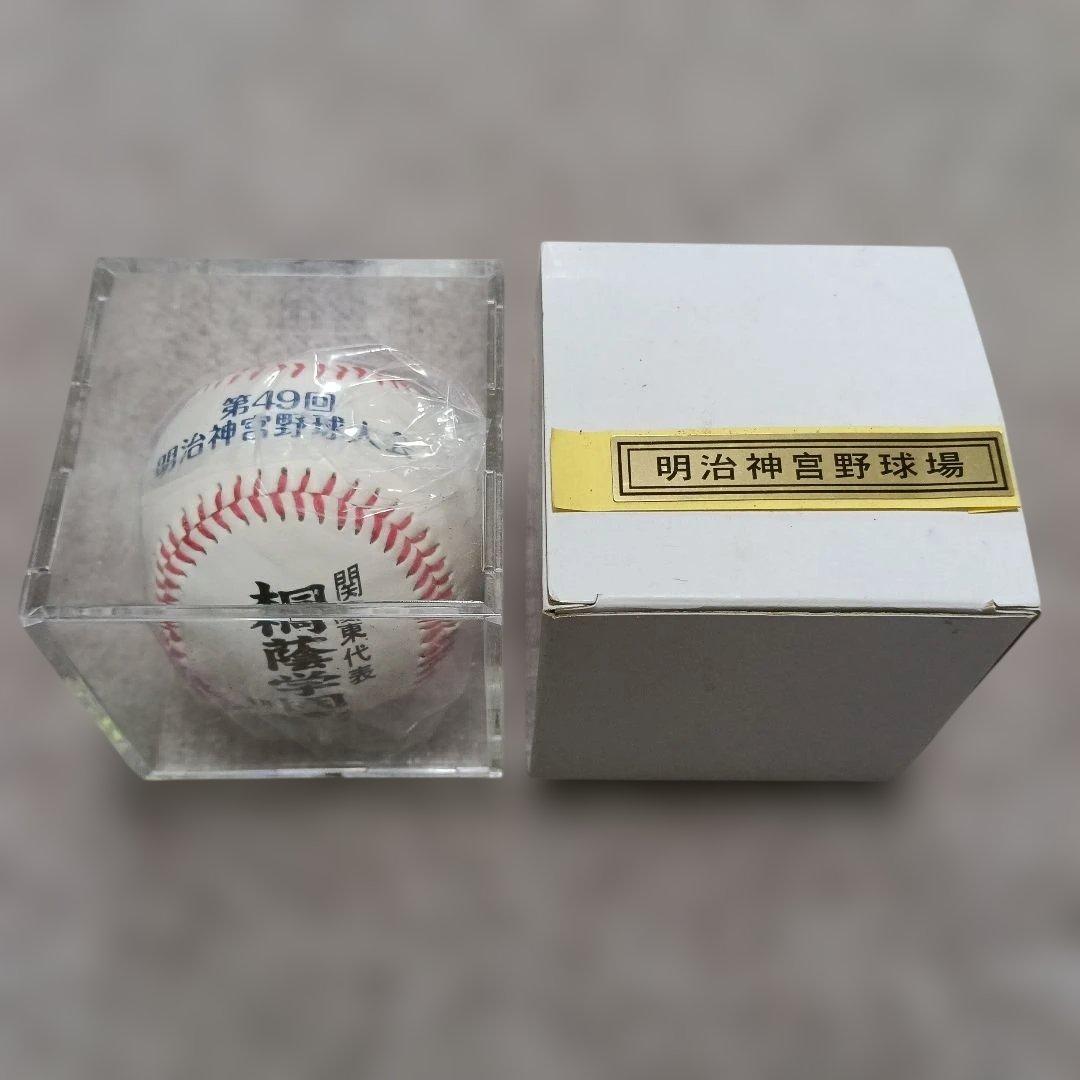 第49回
明治神宮野球大会
関東代表
桐蔭学園
明治神宮野球場